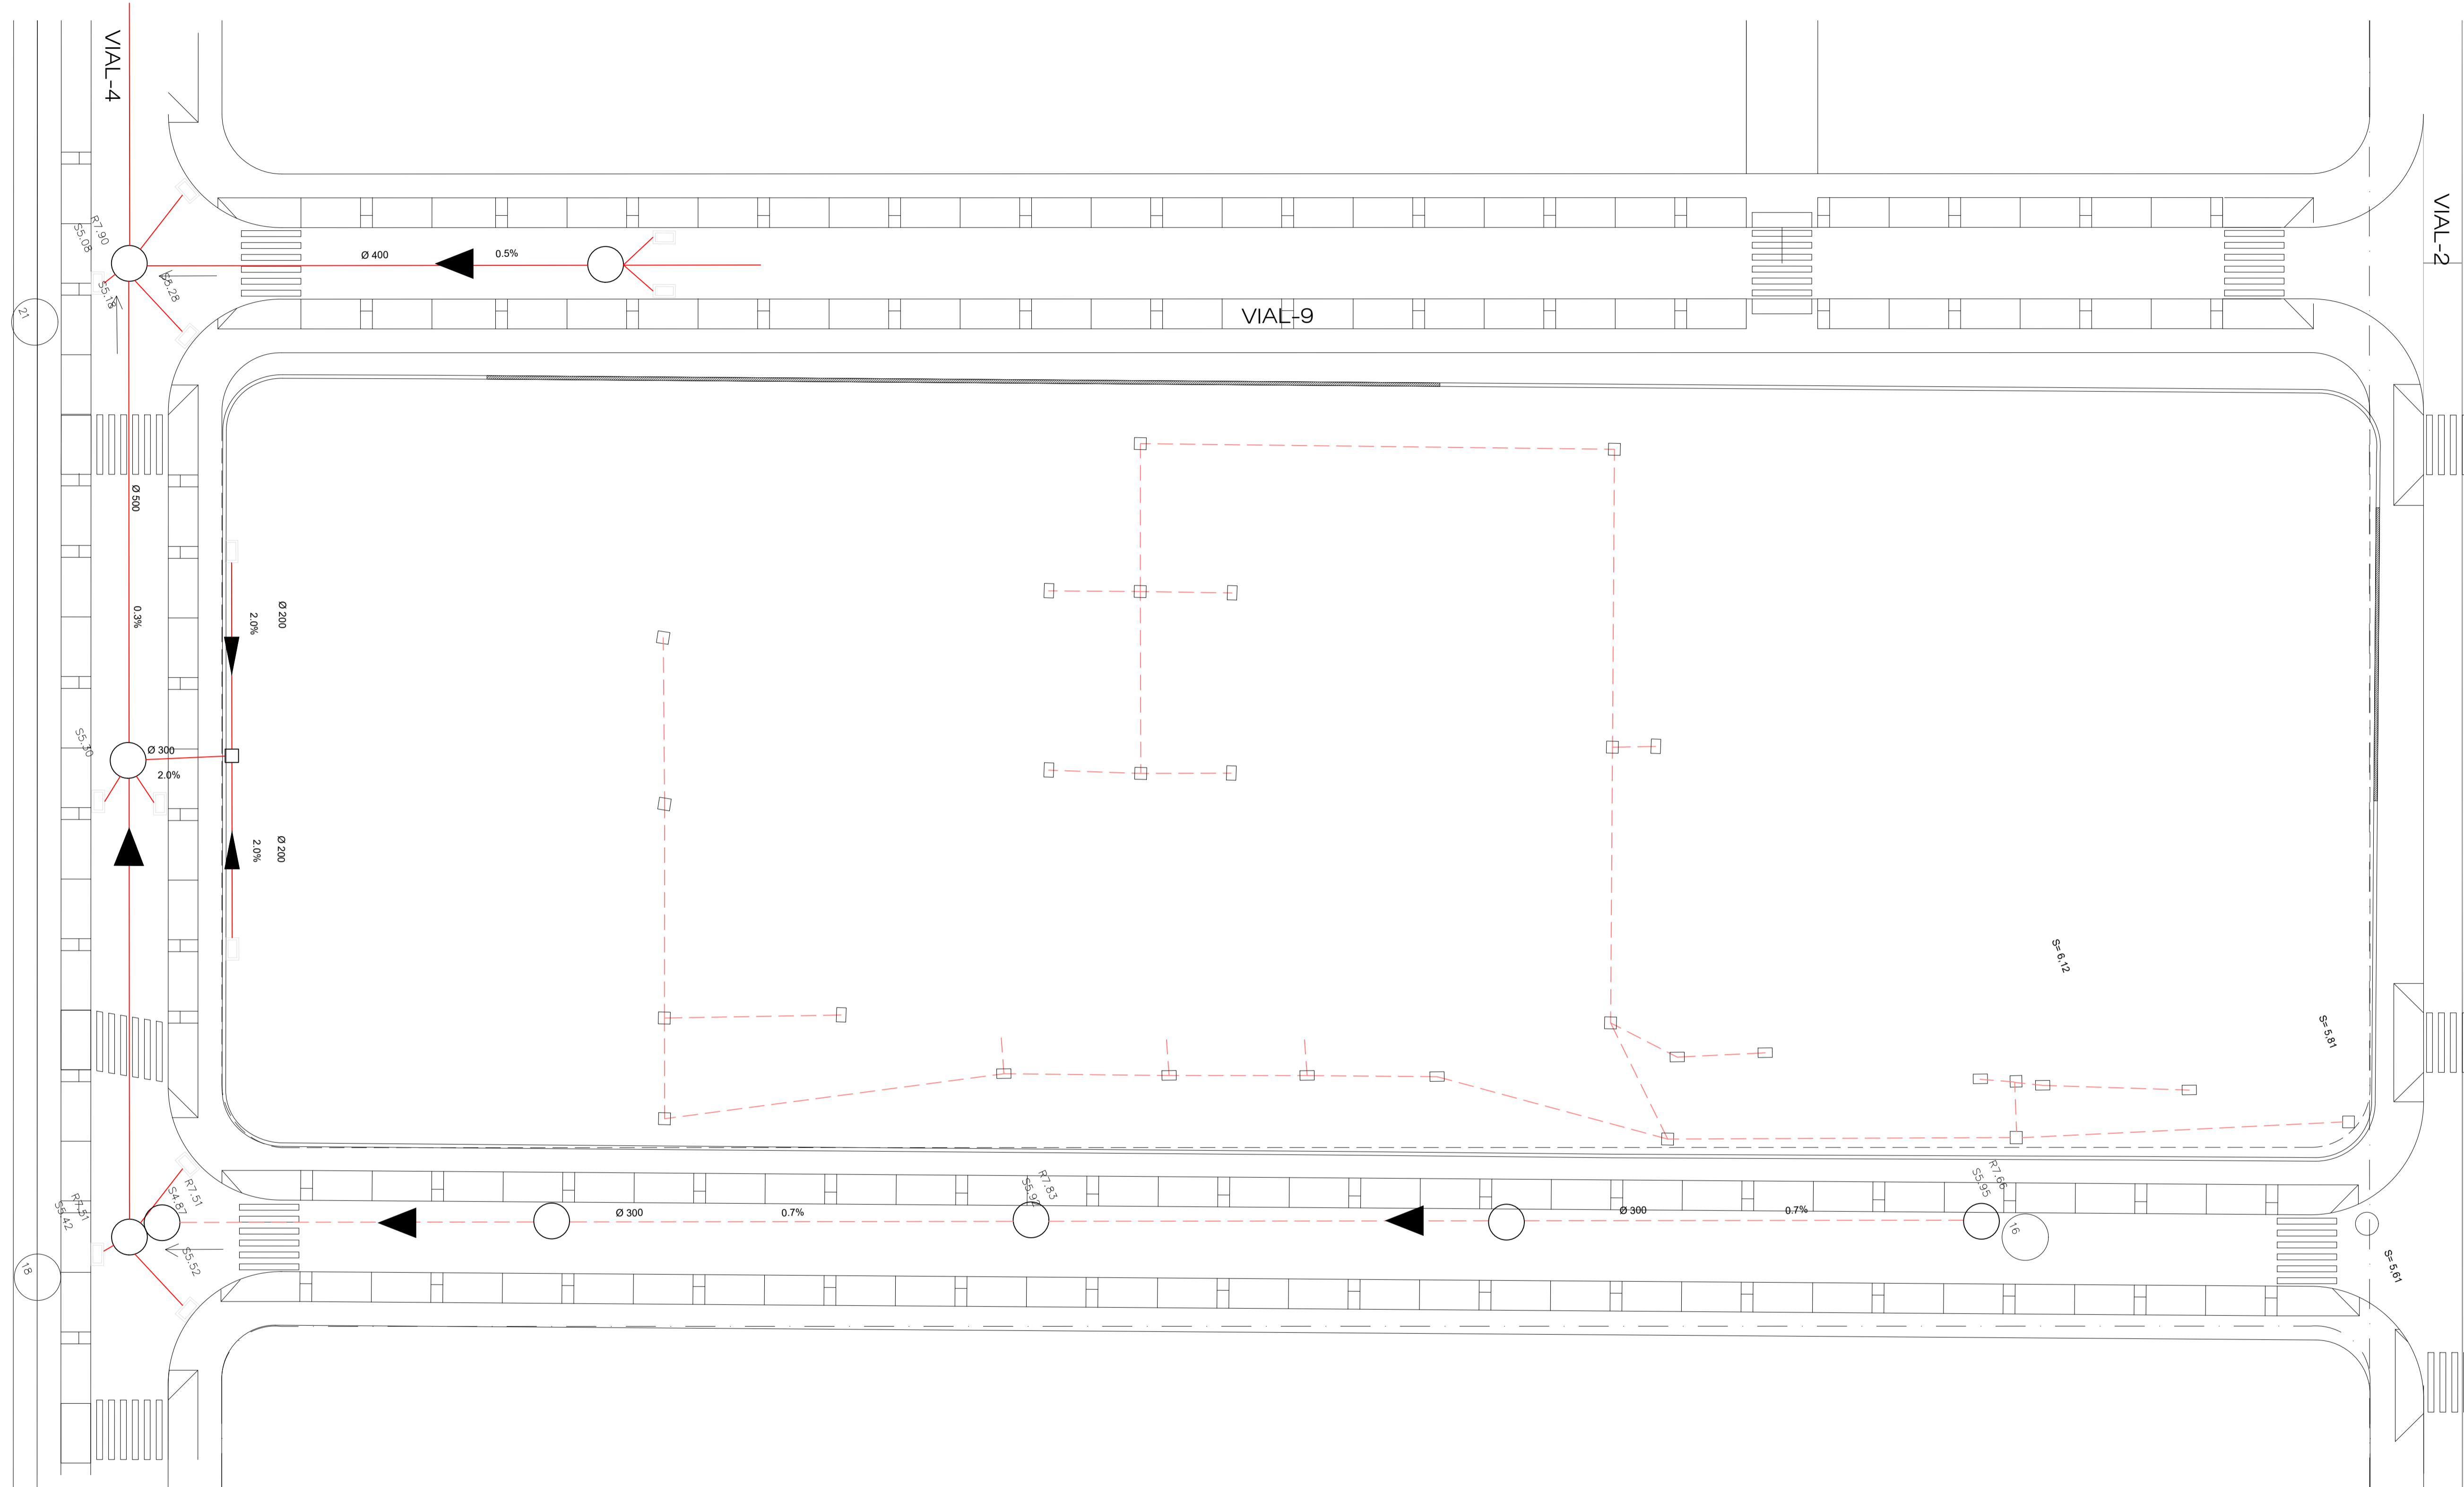 VIAL-4
VIAL-2
R7.90
S5.08
S5.18
S5.28
Ø 400
0.5%
21
VIAL-9
Ø 500
0.3%
Ø 200
2.0%
S5.30
Ø 300
2.0%
Ø 200
2.0%
S= 6,12
S= 5,81
R7.51
S4.87
R7.51
S5.42
S5.52
18
Ø 300
0.7%
R7.83
S5.92
Ø 300
0.7%
R7.66
S5.95
16
S= 5,61